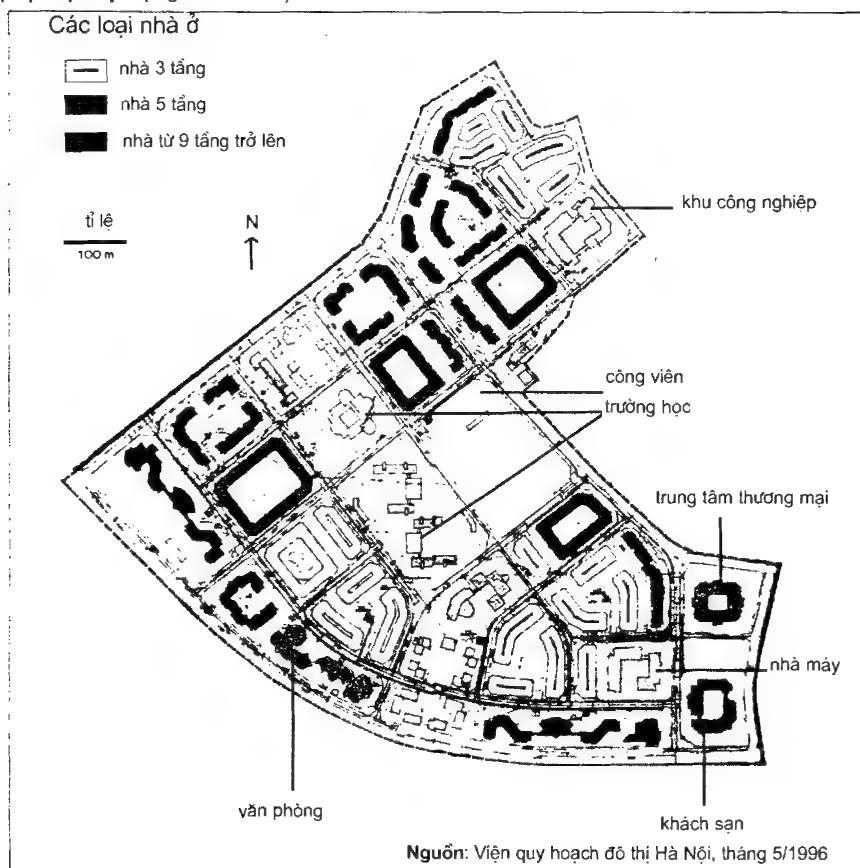 Các loại nhà ở
nhà 3 tầng
nhà 5 tầng
nhà từ 9 tầng trở lên
tỉ lệ
100 m
N
khu công nghiệp
công viên
trường học
trung tâm thương mại
nhà máy
văn phòng
khách sạn
Nguồn: Viện quy hoạch đô thị Hà Nội, tháng 5/1996